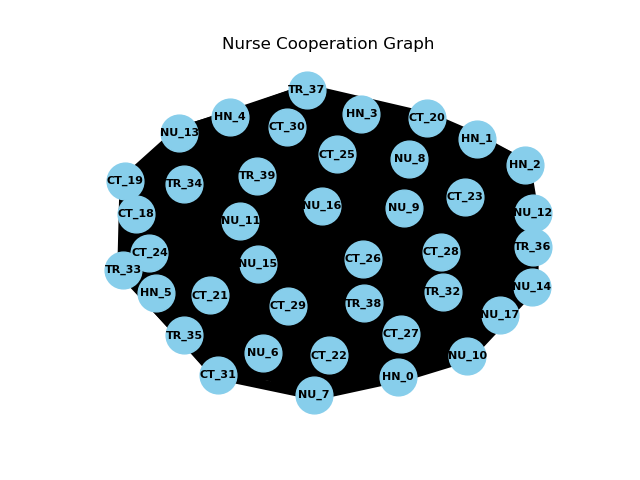 Nurse Cooperation Graph
TR_37
HN_4
HN_3
CT_20
CT_30
NU_13
HN_1
CT_25
NU_8
HN_2
TR_39
CT_19
TR_34
CT_23
NU_16
NU_9
CT_18
NU_12
NU_11
TR_36
CT_24
CT_28
CT_26
NU_15
TR_33
NU_14
HN_5
CT_21
TR_32
TR_38
CT_29
NU_17
TR_35
CT_27
NU_6
CT_22
NU_10
CT_31
HN_0
NU_7